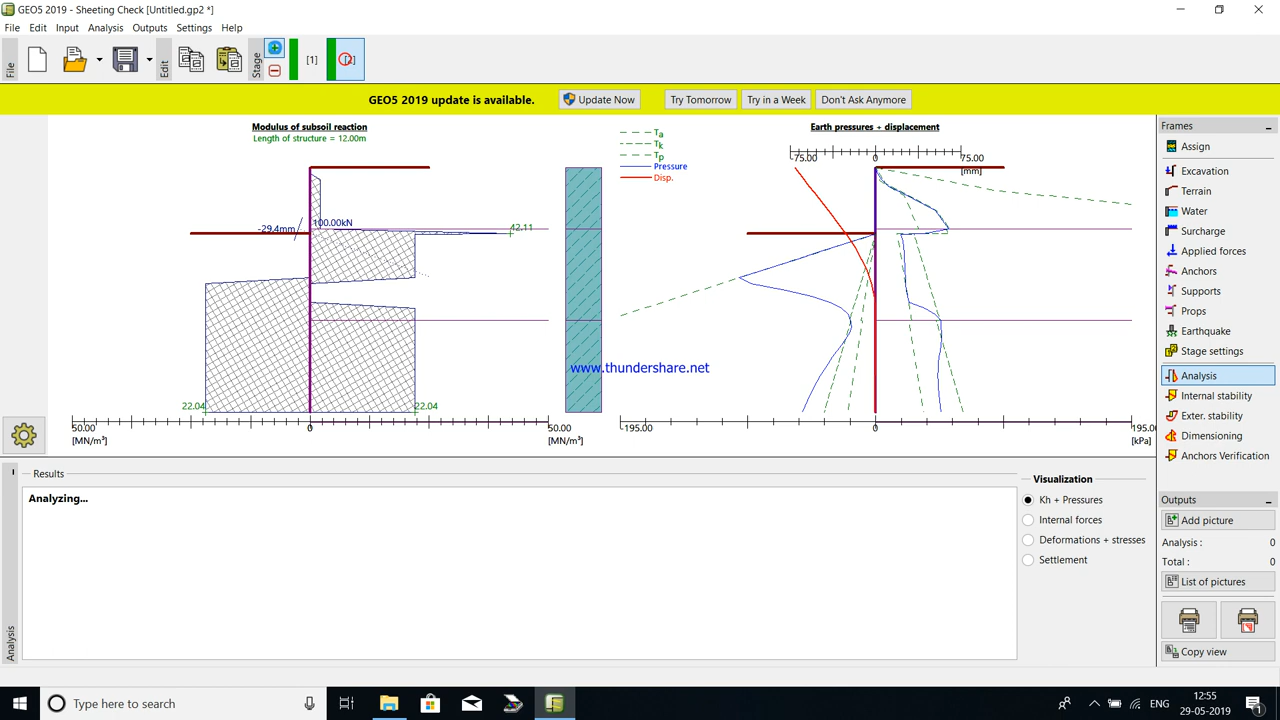 GEO5 2019 - Sheeting Check [Untitled.gp2 *]
File Edit Input Analysis Outputs Settings Help
File
Edit
Stage
[1]
GEO5 2019 update is available.
Update Now
Try Tomorrow
Try in a Week
Don't Ask Anymore
Modulus of subsoil reaction
Length of structure = 12.00m
-29.4mm
100.00kN
42.11
22.04
22.04
50.00
0
50.00
[MN/m³]
[MN/m³]
Ta
Tk
Tp
Pressure
Disp.
Earth pressures + displacement
-75.00
0
75.00
[mm]
www.thundershare.net
-195.00
0
195.00
[kPa]
Frames
Assign
Excavation
Terrain
Water
Surcharge
Applied forces
Anchors
Supports
Props
Earthquake
Stage settings
Analysis
Internal stability
Exter. stability
Dimensioning
Anchors Verification
Outputs
Add picture
Analysis : 0
Total : 0
List of pictures
Copy view
Analysis
Results
Analyzing...
Visualization
Kh + Pressures
Internal forces
Deformations + stresses
Settlement
Type here to search
ENG
12:55
29-05-2019
1